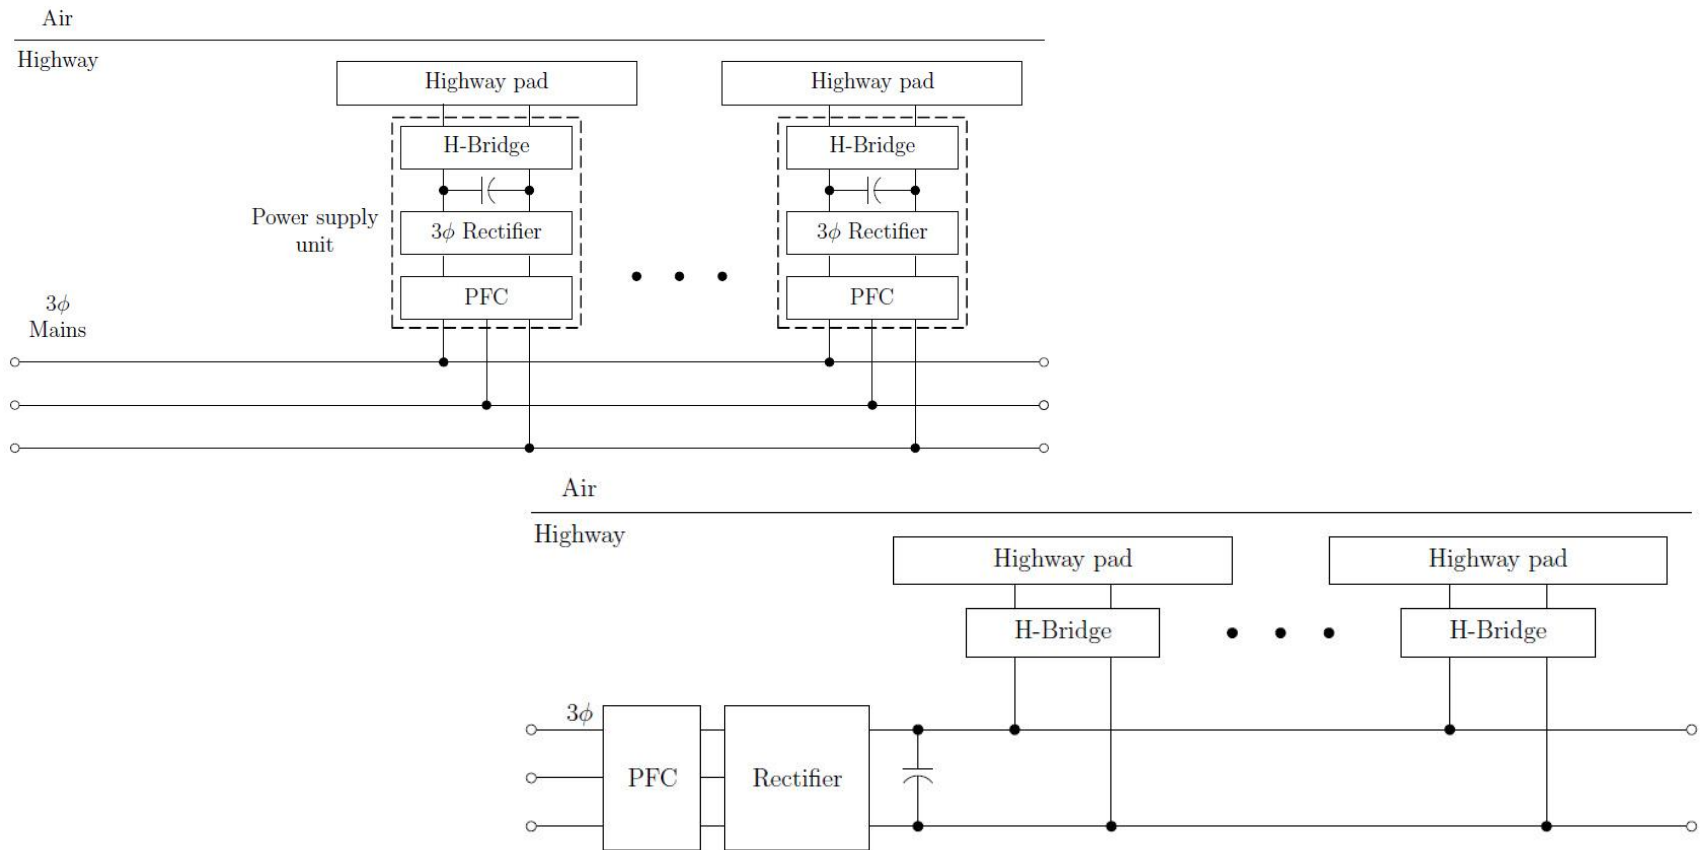 Air
Highway
Highway pad
Highway pad
H-Bridge
H-Bridge
Power supply
unit
3ϕ Rectifier
3ϕ Rectifier
PFC
PFC
3ϕ
Mains
Air
Highway
Highway pad
Highway pad
H-Bridge
H-Bridge
3ϕ
PFC
Rectifier